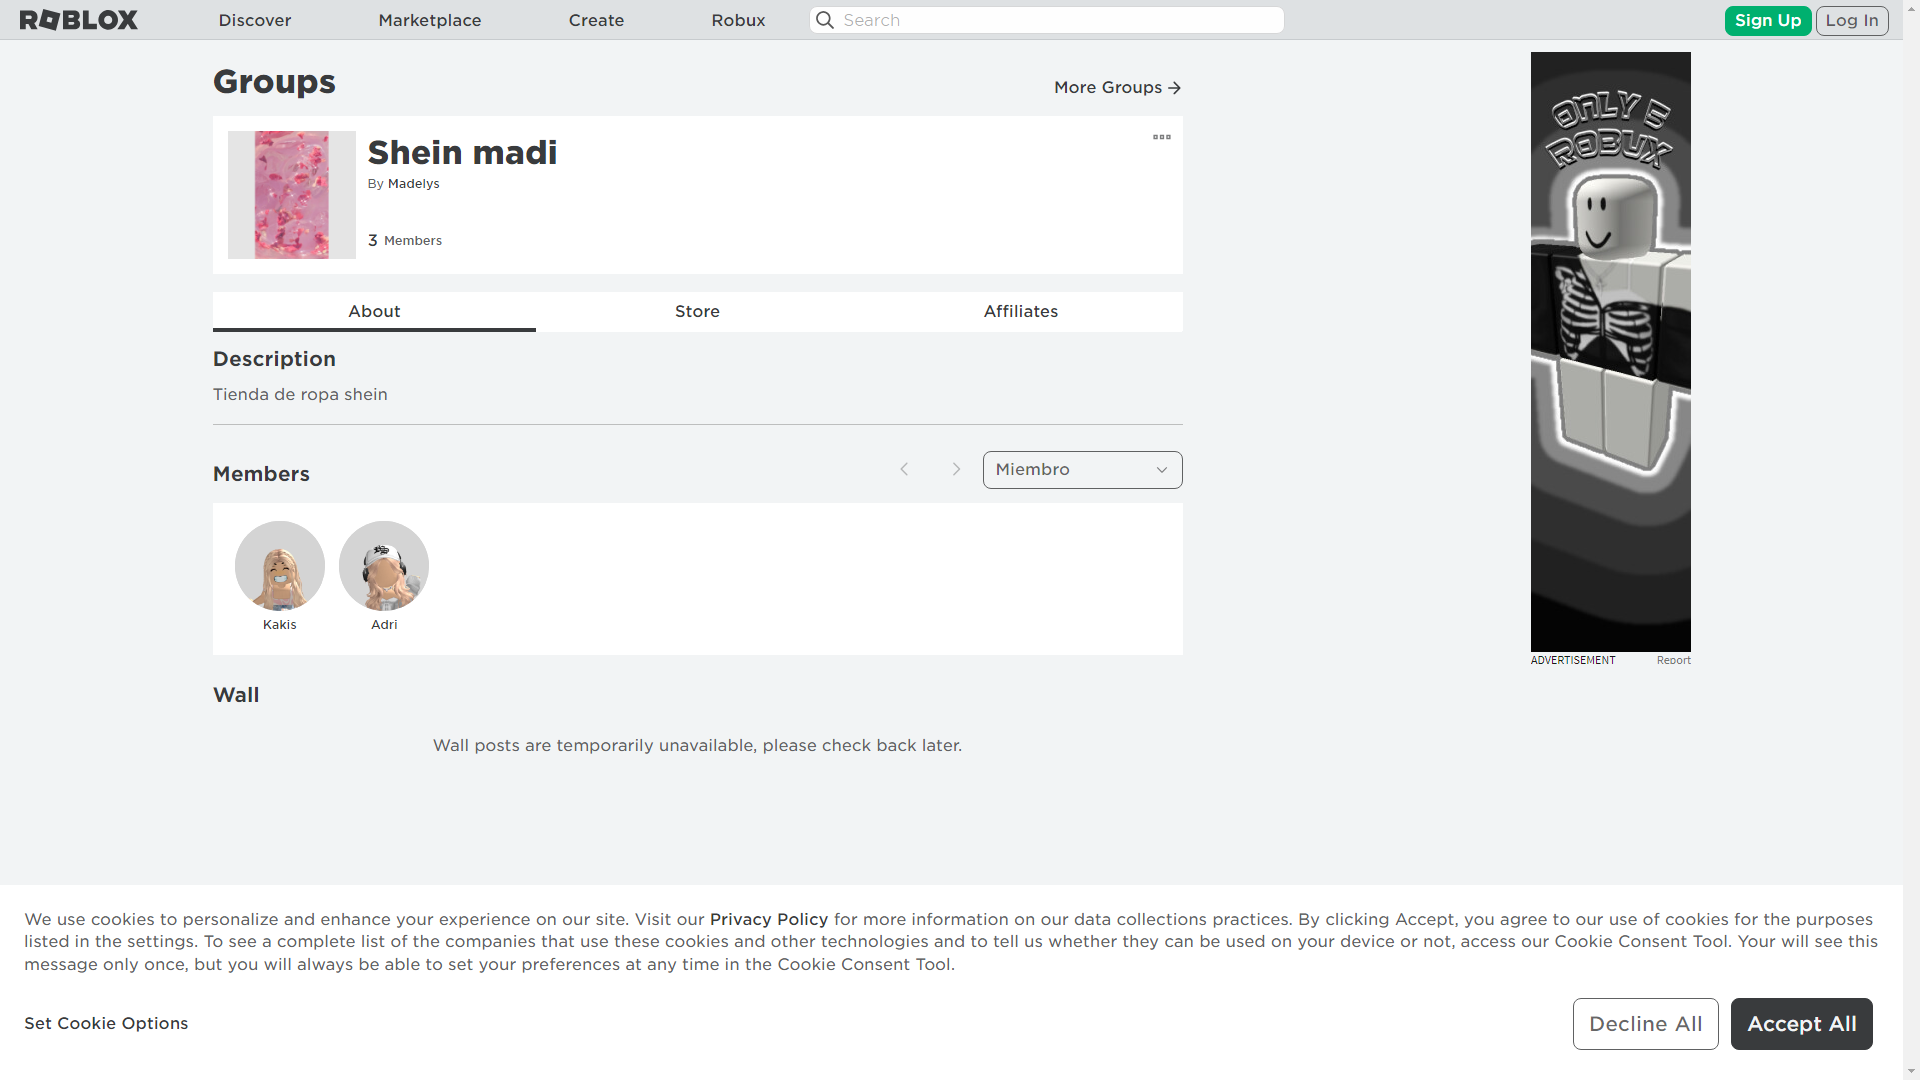 ROBLOX
Discover
Marketplace
Create
Robux
Search
Sign Up
Log In
Groups
More Groups
Shein madi
By Madelys
3 Members
About
Store
Affiliates
Description
Tienda de ropa shein
Members
Miembro
Kakis
Adri
Wall
Wall posts are temporarily unavailable, please check back later.
ONLY 5
ROBUX
ADVERTISEMENT
Report
We use cookies to personalize and enhance your experience on our site. Visit our Privacy Policy for more information on our data collections practices. By clicking Accept, you agree to our use of cookies for the purposes
listed in the settings. To see a complete list of the companies that use these cookies and other technologies and to tell us whether they can be used on your device or not, access our Cookie Consent Tool. Your will see this
message only once, but you will always be able to set your preferences at any time in the Cookie Consent Tool.
Set Cookie Options
Decline All
Accept All